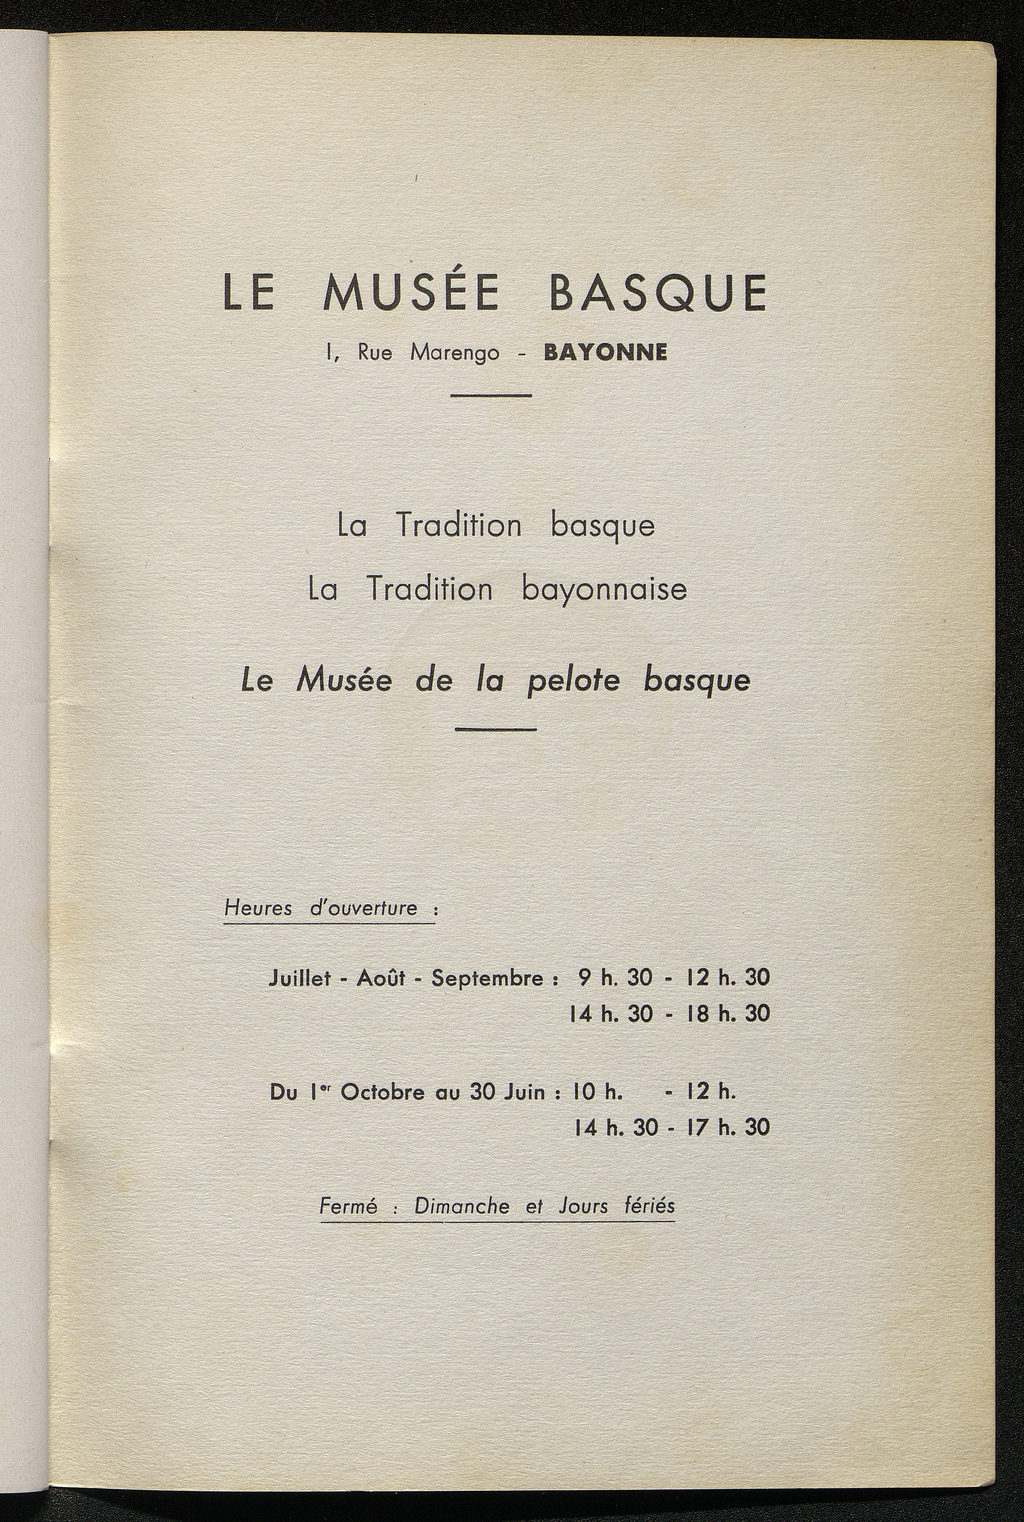 LE MUSÉE BASQUE
1, Rue Marengo - BAYONNE
La Tradition basque
La Tradition bayonnaise
Le Musée de la pelote basque
Heures d'ouverture :
Juillet - Août - Septembre : 9 h. 30 - 12 h. 30
14 h. 30 - 18 h. 30
Du 1er Octobre au 30 Juin : 10 h. - 12 h.
14 h. 30 - 17 h. 30
Fermé : Dimanche et Jours fériés